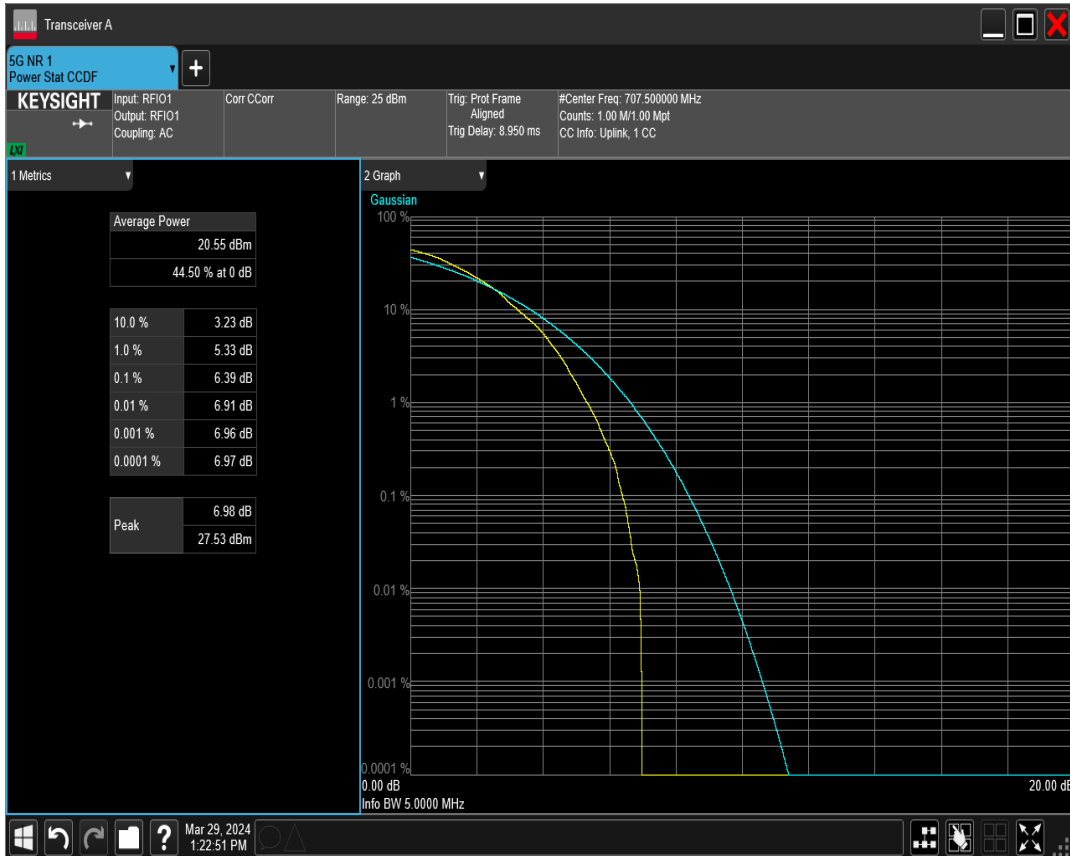 Transceiver A
5G NR 1
Power Stat CCDF
+
KEYSIGHT
LXI
Input: RFIO1
Output: RFIO1
Coupling: AC
Corr CCorr
Range: 25 dBm
Trig: Prot Frame
Aligned
Trig Delay: 8.950 ms
#Center Freq: 707.500000 MHz
Counts: 1.00 M/1.00 Mpt
CC Info: Uplink, 1 CC
1 Metrics
Average Power
20.55 dBm
44.50 % at 0 dB
10.0 % 3.23 dB
1.0 % 5.33 dB
0.1 % 6.39 dB
0.01 % 6.91 dB
0.001 % 6.96 dB
0.0001 % 6.97 dB
Peak
6.98 dB
27.53 dBm
2 Graph
Gaussian
100 %
10 %
1 %
0.1 %
0.01 %
0.001 %
0.0001 %
0.00 dB 20.00 dB
Info BW 5.0000 MHz
?
Mar 29, 2024
1:22:51 PM